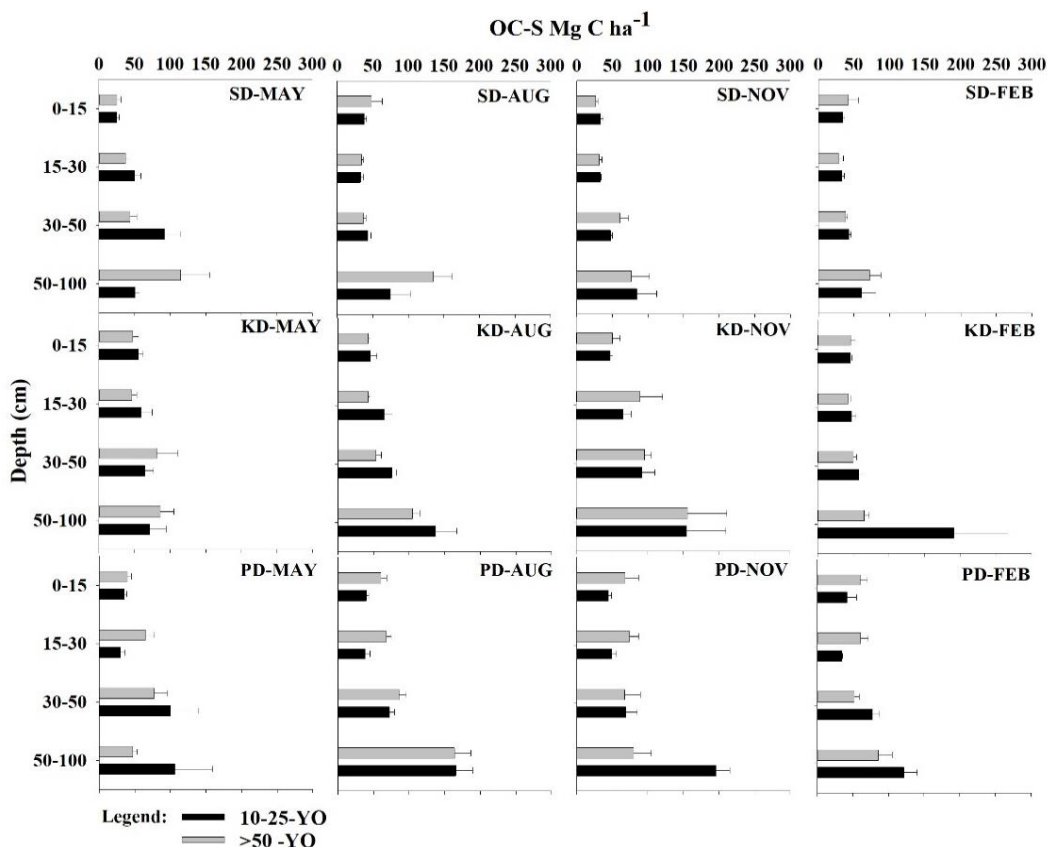 OC-S Mg C ha-1
0 50 100 150 200 250 300 0 50 100 150 200 250 300 0 50 100 150 200 250 300 0 50 100 150 200 250 300
SD-MAY SD-AUG SD-NOV SD-FEB
0-15
15-30
30-50
50-100
KD-MAY KD-AUG KD-NOV KD-FEB
0-15
15-30
30-50
50-100
PD-MAY PD-AUG PD-NOV PD-FEB
0-15
15-30
30-50
50-100
Depth (cm)
Legend: 10-25-YO
>50 -YO